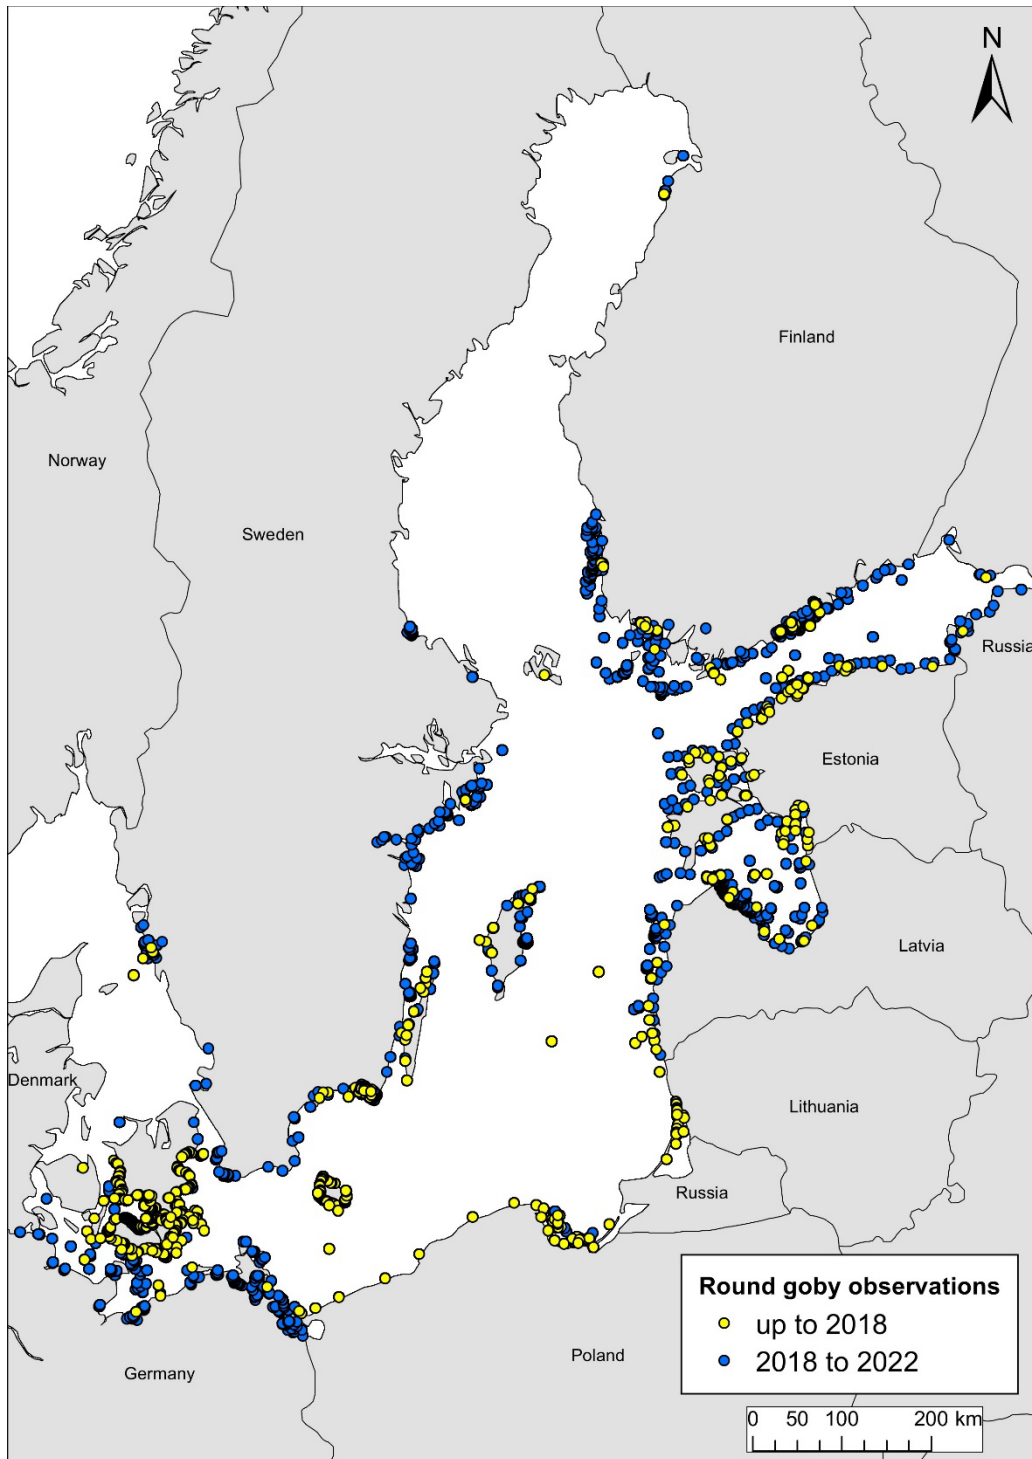 N
Finland
Norway
Sweden
Russia
Estonia
Latvia
Denmark
Lithuania
Russia
Round goby observations
up to 2018
2018 to 2022
Poland
Germany
0 50 100 200 km